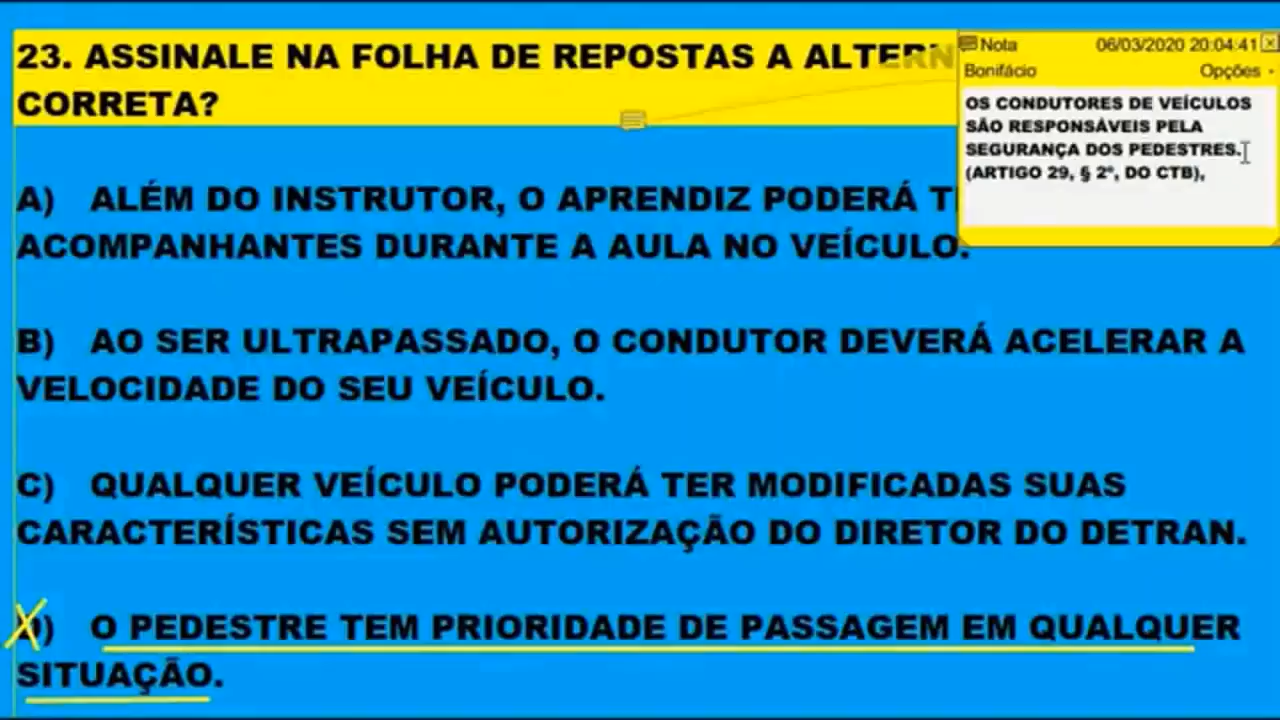 23. ASSINALE NA FOLHA DE REPOSTAS A ALTERN
CORRETA?
Nota 06/03/2020 20:04:41
Bonifácio Opções
OS CONDUTORES DE VEÍCULOS
SÃO RESPONSÁVEIS PELA
SEGURANÇA DOS PEDESTRES.
(ARTIGO 29, § 2º, DO CTB),
A) ALÉM DO INSTRUTOR, O APRENDIZ PODERÁ
ACOMPANHANTES DURANTE A AULA NO VEÍCULO.
B) AO SER ULTRAPASSADO, O CONDUTOR DEVERÁ ACELERAR A
VELOCIDADE DO SEU VEÍCULO.
C) QUALQUER VEÍCULO PODERÁ TER MODIFICADAS SUAS
CARACTERÍSTICAS SEM AUTORIZAÇÃO DO DIRETOR DO DETRAN.
X) O PEDESTRE TEM PRIORIDADE DE PASSAGEM EM QUALQUER
SITUAÇÃO.